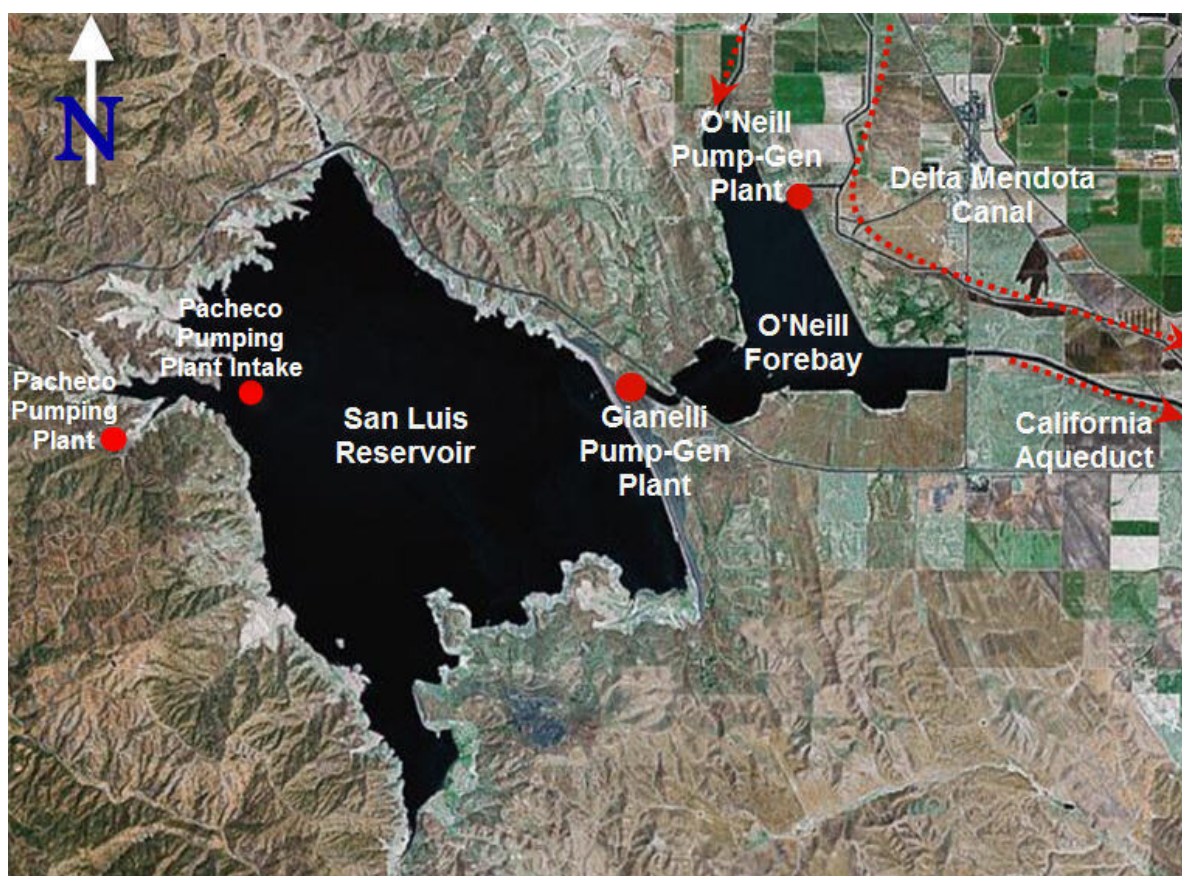 N
O'Neill
Pump-Gen
Plant
Delta Mendota
Canal
Pacheco
Pumping
Plant Intake
O'Neill
Forebay
Pacheco
Pumping
Plant
San Luis
Reservoir
Gianelli
Pump-Gen
Plant
California
Aqueduct